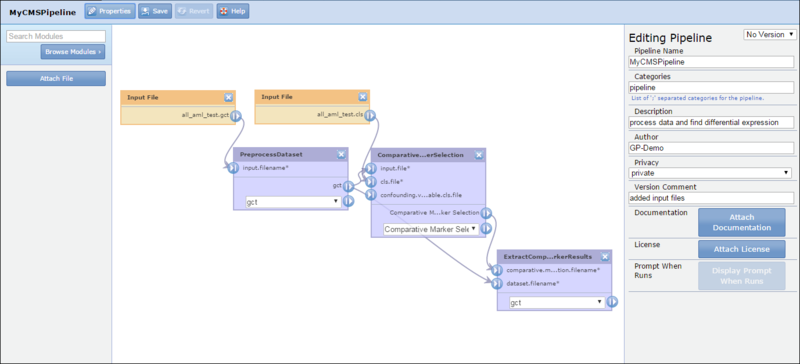 MyCMSPipeline
Properties
Save
Revert
Help
Search Modules
Browse Modules ›
Attach File
Input File
all_aml_test.gct
Input File
all_aml_test.cls
PreprocessDataset
input.filename*
gct
gct
Comparative...erSelection
input.file*
cls.file*
confounding.v...able.cls.file
Comparative M...ker Selection
Comparative Marker Sele
ExtractComp...rkerResults
comparative.m...tion.filename*
dataset.filename*
gct
Editing Pipeline
No Version
Pipeline Name
MyCMSPipeline
Categories
pipeline
List of ';' separated categories for the pipeline.
Description
process data and find differential expression
Author
GP-Demo
Privacy
private
Version Comment
added input files
Documentation
Attach
Documentation
License
Attach License
Prompt When
Runs
Display Prompt
When Runs